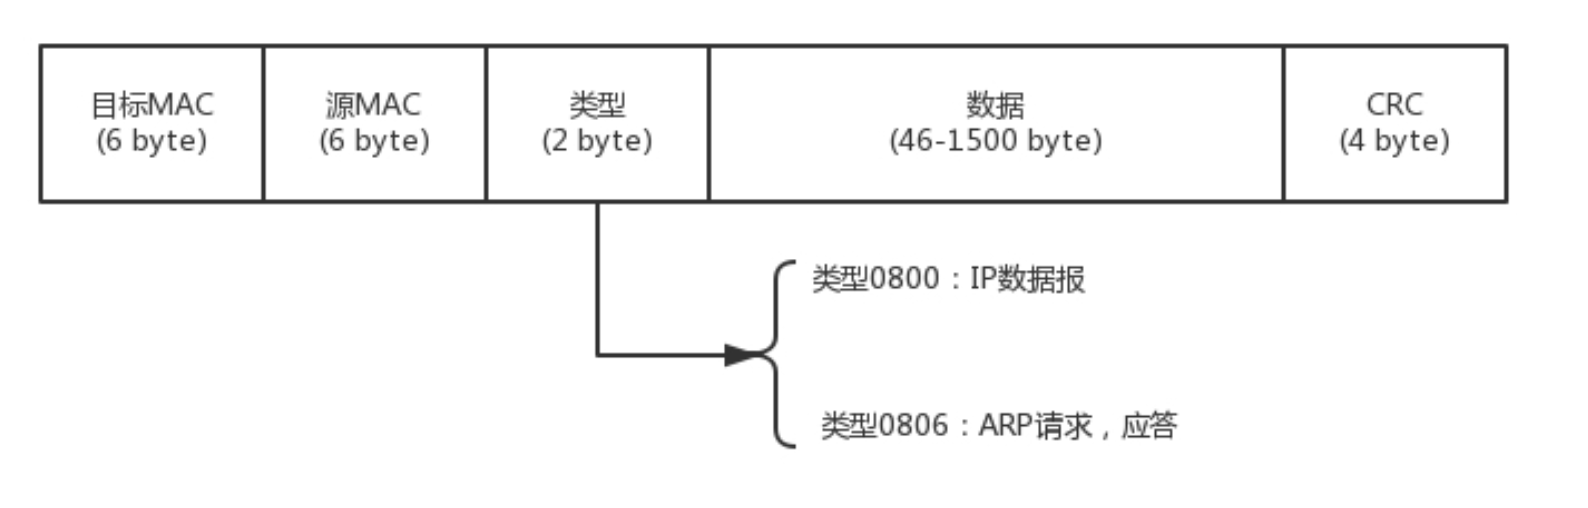 目标MAC
(6 byte)
源MAC
(6 byte)
类型
(2 byte)
数据
(46-1500 byte)
CRC
(4 byte)
类型0800：IP数据报
类型0806：ARP请求，应答